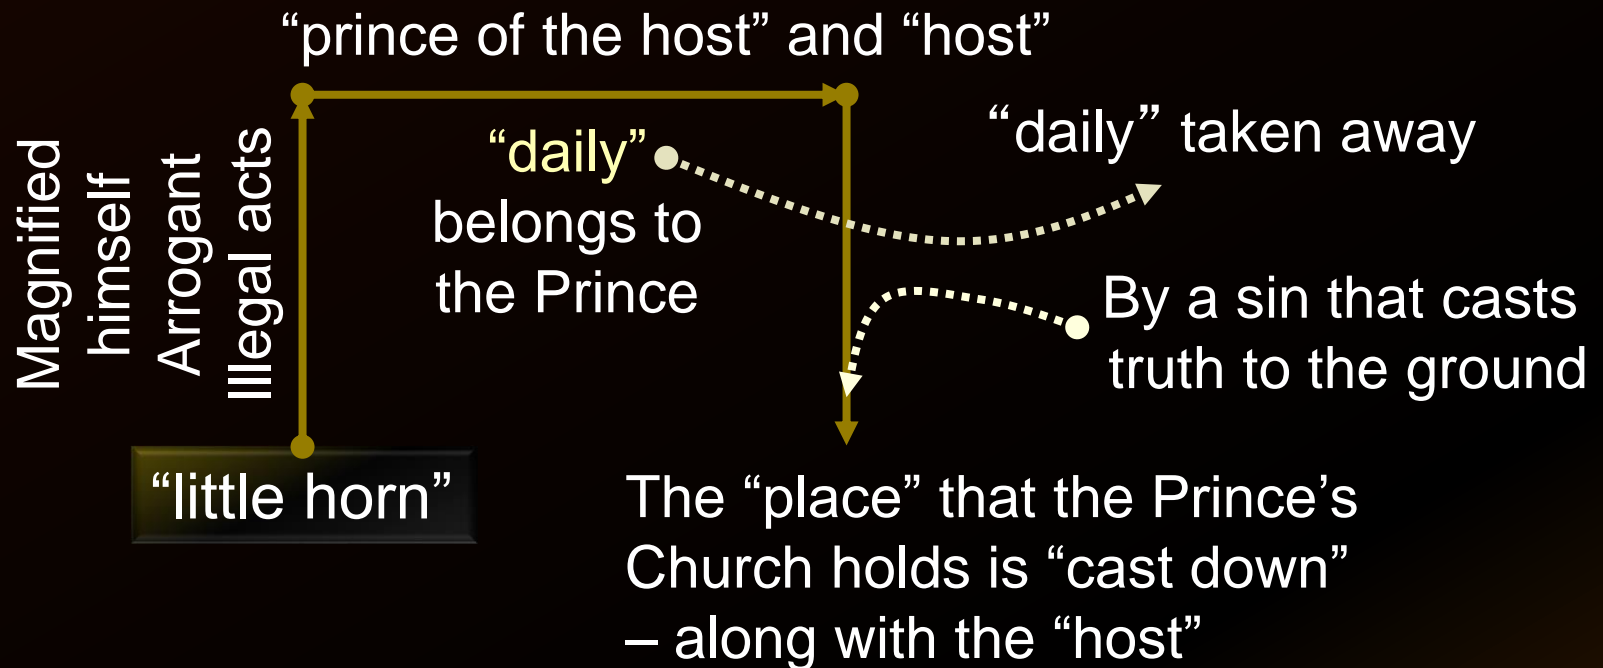 “prince of the host” and “host”
Magnified
himself
Arrogant
Illegal acts
“daily”
belongs to
the Prince
“daily” taken away
By a sin that casts
truth to the ground
“little horn”
The “place” that the Prince’s
Church holds is “cast down”
– along with the “host”